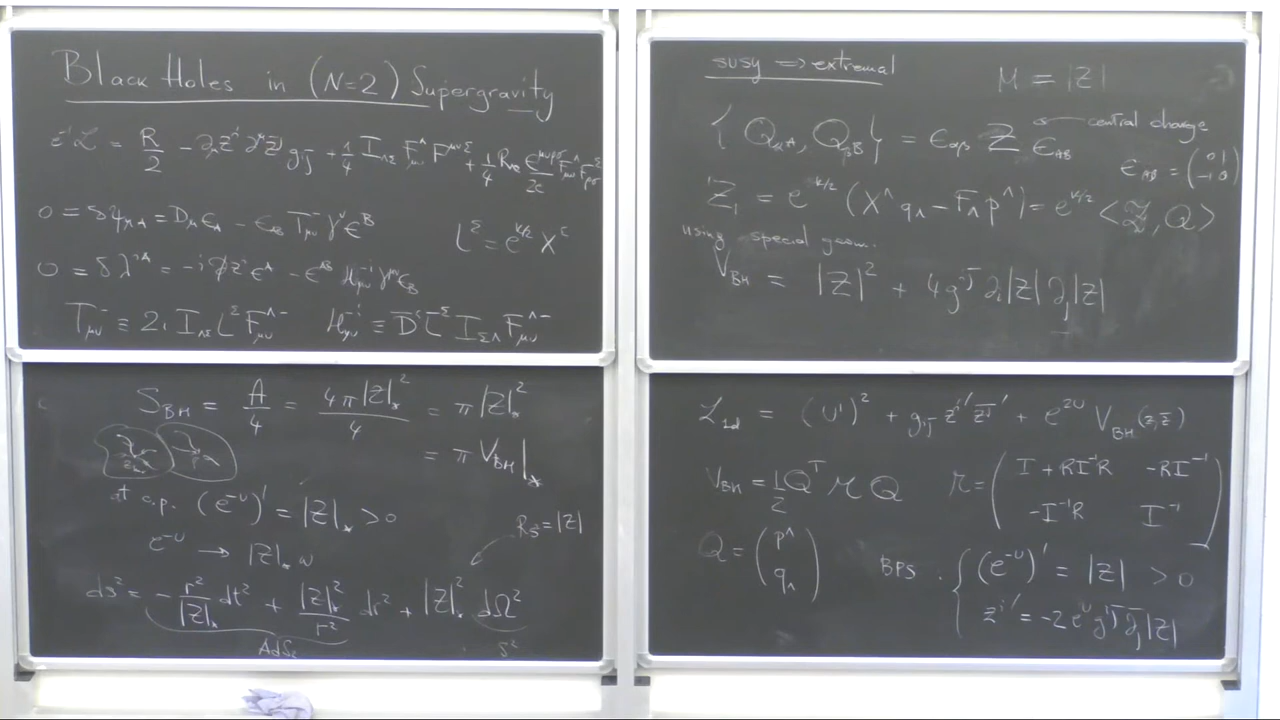 Black Holes in (N=2) Supergravity
e⁻¹ℒ = R/2 - ∂_μ z^i ∂^μ z̄^j̄ g_ij̄ + 1/4 I_ΛΣ F^Λ_μν F^μνΣ + 1/4 R_ΛΣ ε^μνρσ/2e F^Λ_μν F^Σ_ρσ
0 = δψ_μA = D_μ ε_A - ε_AB T⁻_μν γ^ν ε^B
L^Σ = e^{K/2} X^Σ
0 = δλ^iA = -i ∂̸z^i ε^A - ε^AB H^{-i}_μν γ^μν ε_B
T⁻_μν ≡ 2i I_ΛΣ L^Σ F^Λ⁻_μν H^{-i}_μν ≡ D̄^i L̄^Σ I_ΣΛ F^Λ⁻_μν
S_BH = A/4 = 4π|Z|²_*/4 = π|Z|²_*
= π V_BH|_*
at c.p. (e^{-U})' = |Z|_* > 0
R_S = |Z|
e^{-U} → |Z|_* ω
ds² = - r²/|Z|²_* dt² + |Z|²_*/r² dr² + |Z|²_* dΩ²
AdS₂ S²
susy ⟹ extremal M = |Z|
central charge
{Q_αA, Q_βB} = ε_αβ Z ε_AB
ε_AB = (0 1
-1 0)
Z = e^{K/2} (X^Λ q_Λ - F_Λ p^Λ) = e^{K/2} <Z, Q>
using special geom.
V_BH = |Z|² + 4g^ij̄ ∂_i|Z| ∂_j̄|Z|
ℒ_1d = (U')² + g_ij̄ z^i' z̄^j̄' + e^{2U} V_BH(z,z̄)
V_BH = 1/2 Q^T M Q M = (I + RI⁻¹R -RI⁻¹
-I⁻¹R I⁻¹)
Q = (p^Λ
q_Λ)
BPS : { (e^{-U})' = |Z| > 0
z^i' = -2 e^U g^ij̄ ∂_j̄|Z|